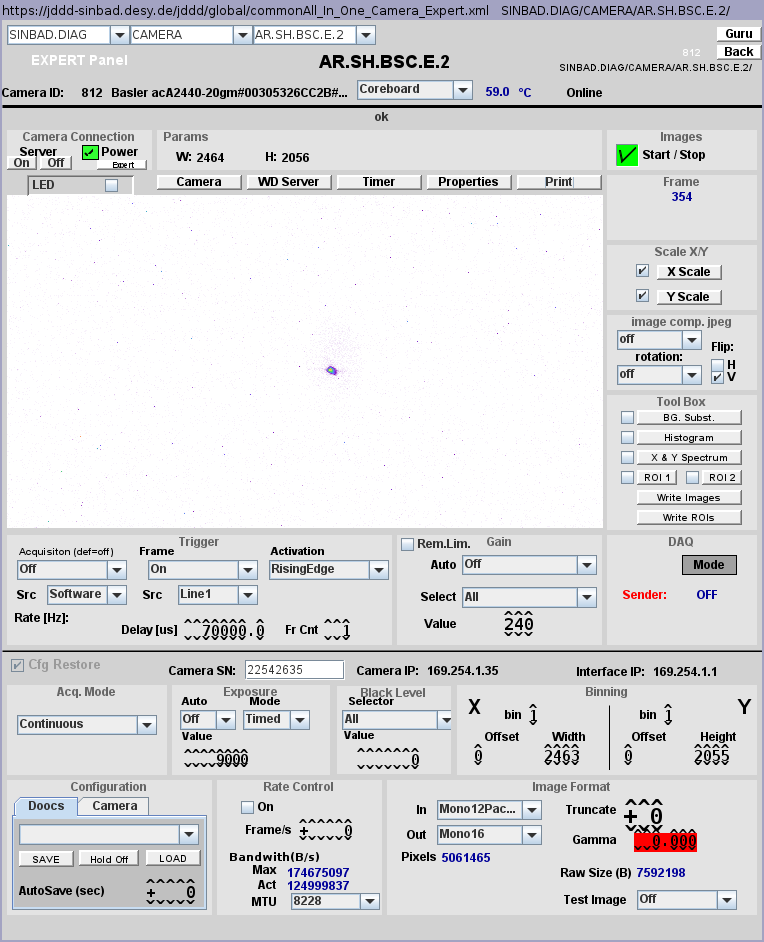 https://jddd-sinbad.desy.de/jddd/global/commonAll_In_One_Camera_Expert.xml SINBAD.DIAG/CAMERA/AR.SH.BSC.E.2/
SINBAD.DIAG CAMERA AR.SH.BSC.E.2 Guru
EXPERT Panel AR.SH.BSC.E.2 812 Back
SINBAD.DIAG/CAMERA/AR.SH.BSC.E.2/
Camera ID: 812 Basler acA2440-20gm#00305326CC2B#... Coreboard 59.0 °C Online
ok
Camera Connection
Server Power
On Off Expert
LED
Params
W: 2464 H: 2056
Camera WD Server Timer Properties Print
Images
Start / Stop
Frame
354
Scale X/Y
X Scale
Y Scale
image comp. jpeg
off Flip:
rotation: H
off V
Tool Box
BG. Subst.
Histogram
X & Y Spectrum
ROI 1 ROI 2
Write Images
Write ROIs
Trigger
Acquisiton (def=off) Frame Activation
Off On RisingEdge
Src Software Src Line1
Rate [Hz]:
Delay[us] 70000.0 Fr Cnt 1
Rem.Lim. Gain
Auto Off
Select All
Value 240
DAQ
Mode
Sender: OFF
Cfg Restore Camera SN: 22542635 Camera IP: 169.254.1.35 Interface IP: 169.254.1.1
Acq. Mode
Continuous
Exposure
Auto Mode
Off Timed
Value
9000
Black Level
Selector
All
Value
0
Binning
X bin 1 bin 1 Y
Offset Width Offset Height
0 2463 0 2055
Configuration
Doocs Camera
SAVE Hold Off LOAD
AutoSave (sec) + 0
Rate Control
On
Frame/s + 0
Bandwith(B/s)
Max 174675097
Act 124999837
MTU 8228
Image Format
In Mono12Pac... Truncate + 0
Out Mono16 Gamma 0.000
Pixels 5061465
Raw Size (B) 7592198
Test Image Off